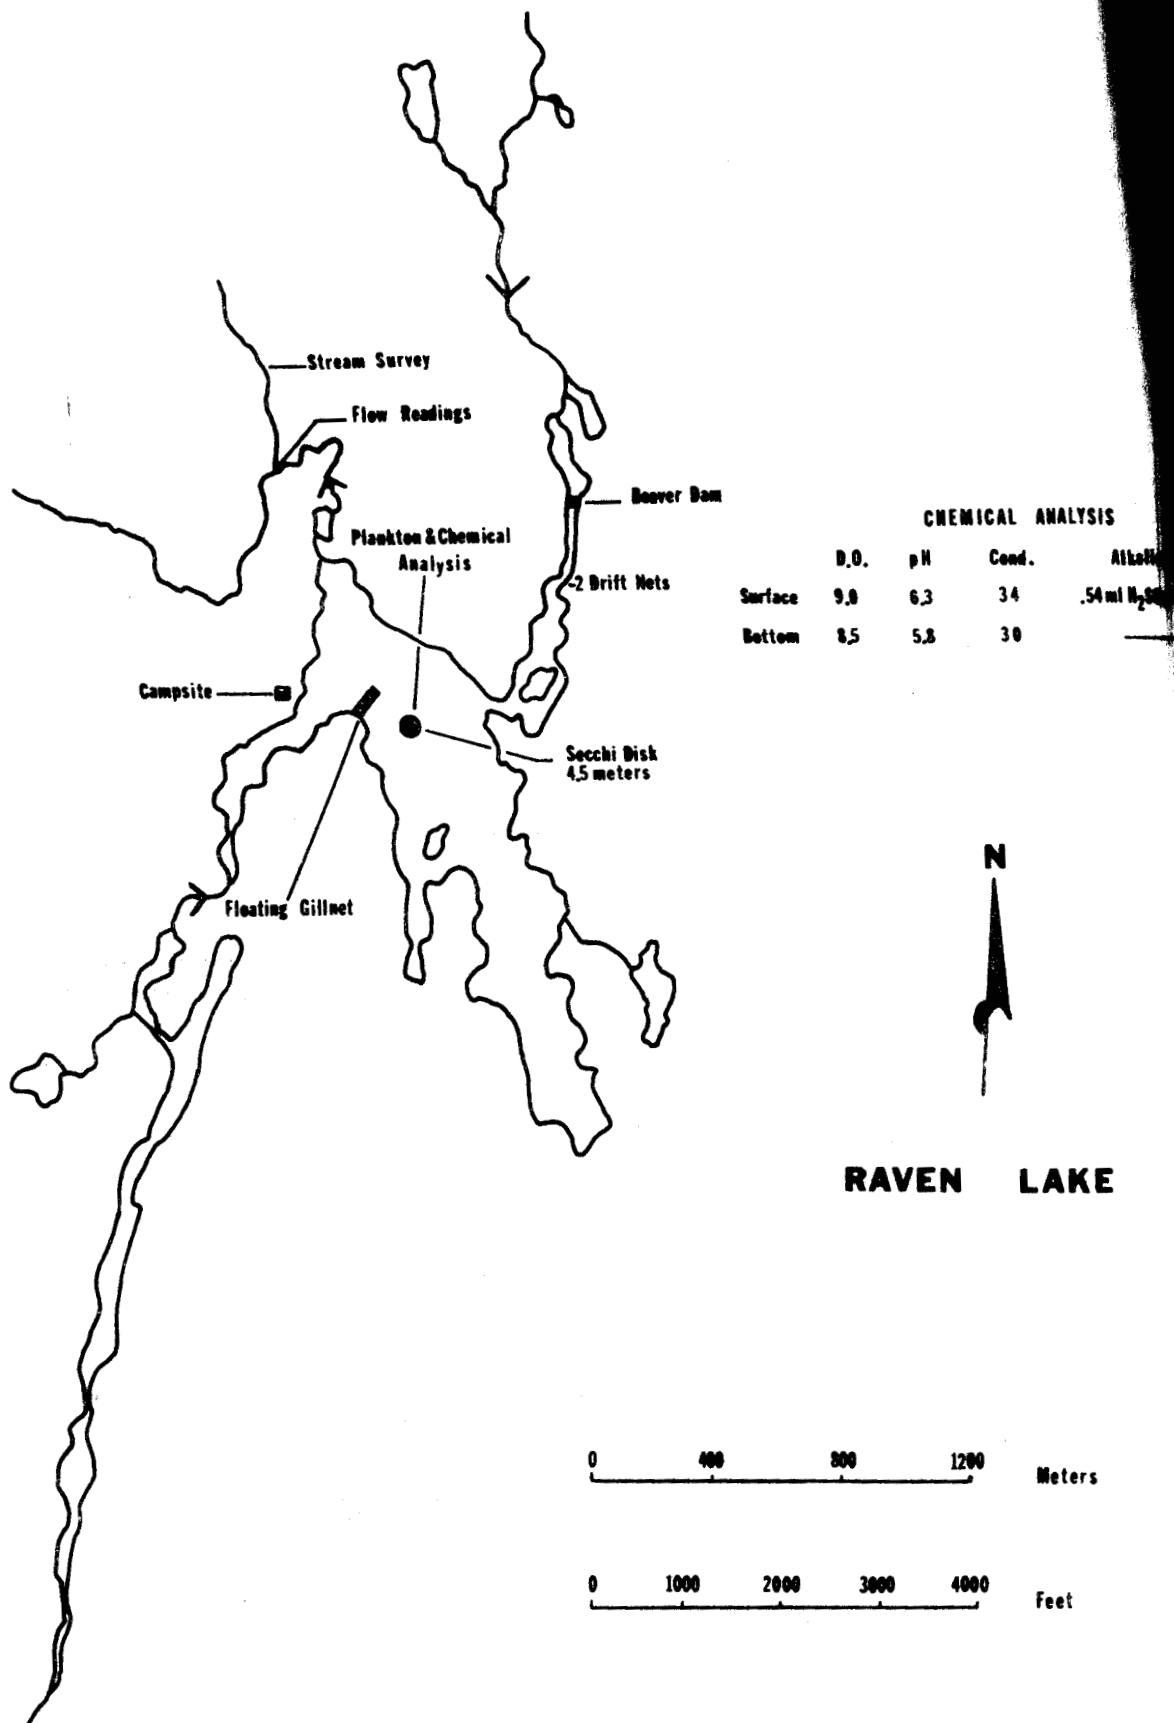 Stream Survey
Flow Readings
Beaver Dam
Plankton & Chemical
Analysis
2 Drift Nets
CHEMICAL ANALYSIS
D.O. pH Cond.
Surface 9.0 6.3 34 .54 ml
Bottom 8.5 5.8 30
Campsite
Secchi Disk
4.5 meters
Floating Gillnet
N
RAVEN LAKE
0 400 800 1200 Meters
0 1000 2000 3000 4000 Feet